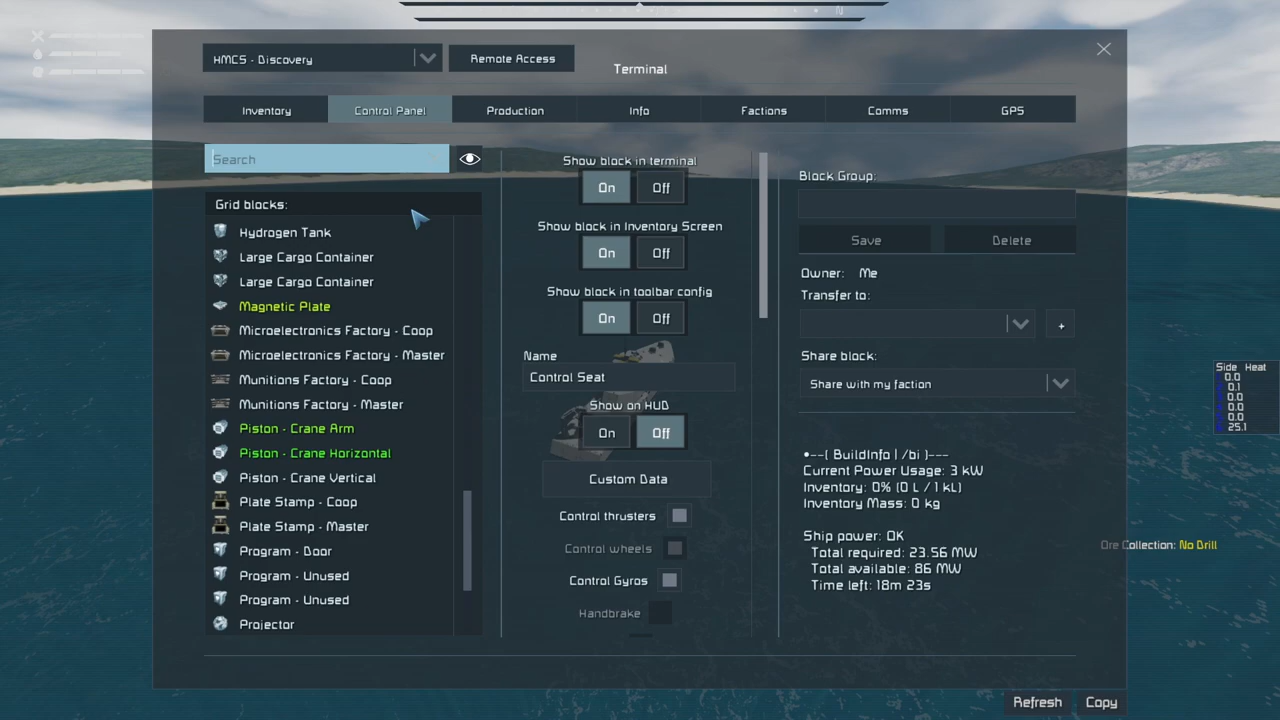 N
HMCS - Discovery
Remote Access
Terminal
Inventory
Control Panel
Production
Info
Factions
Comms
GPS
Search
Grid blocks:
Hydrogen Tank
Large Cargo Container
Large Cargo Container
Magnetic Plate
Microelectronics Factory - Coop
Microelectronics Factory - Master
Munitions Factory - Coop
Munitions Factory - Master
Piston - Crane Arm
Piston - Crane Horizontal
Piston - Crane Vertical
Plate Stamp - Coop
Plate Stamp - Master
Program - Door
Program - Unused
Program - Unused
Projector
Show block in terminal
On Off
Show block in Inventory Screen
On Off
Show block in toolbar config
On Off
Name
Control Seat
Show on HUD
On Off
Custom Data
Control thrusters
Control wheels
Control Gyros
Handbrake
Block Group:
Save
Delete
Owner: Me
Transfer to:
+
Share block:
Share with my faction
•--( BuildInfo | /bi )---
Current Power Usage: 3 kW
Inventory: 0% (0 L / 1 kL)
Inventory Mass: 0 kg
Ship power: OK
Total required: 23.56 MW
Total available: 86 MW
Time left: 18m 23s
Side Heat
0.0
0.1
0.0
0.0
0.0
25.1
Ore Collection: No Drill
Refresh
Copy